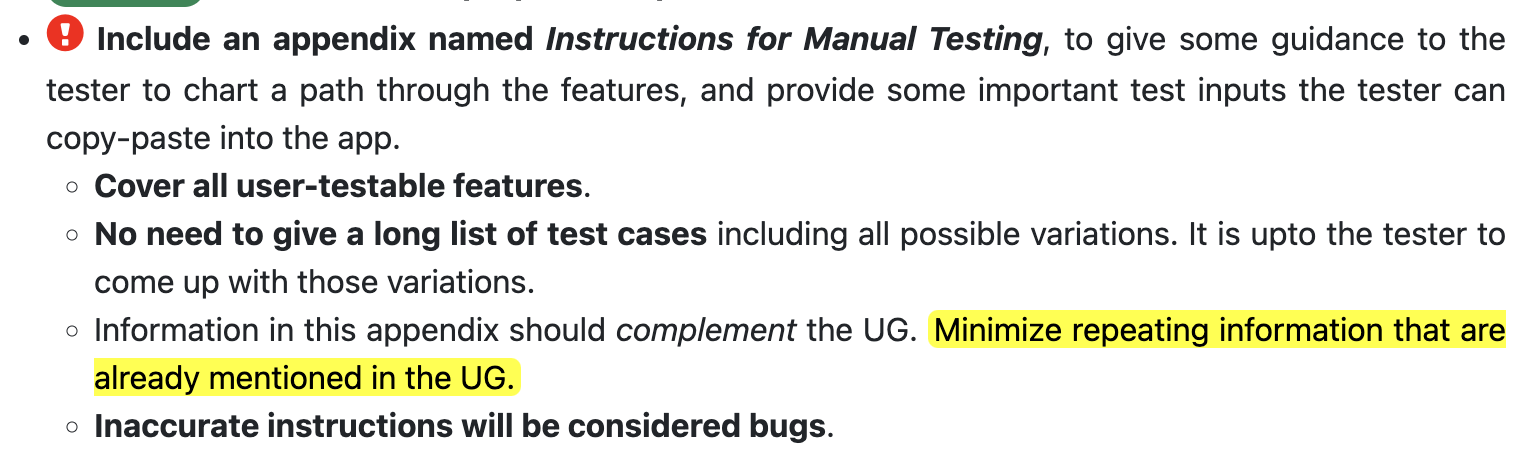 Include an appendix named Instructions for Manual Testing, to give some guidance to the
tester to chart a path through the features, and provide some important test inputs the tester can
copy-paste into the app.
Cover all user-testable features.
No need to give a long list of test cases including all possible variations. It is upto the tester to
come up with those variations.
Information in this appendix should complement the UG. Minimize repeating information that are
already mentioned in the UG.
Inaccurate instructions will be considered bugs.